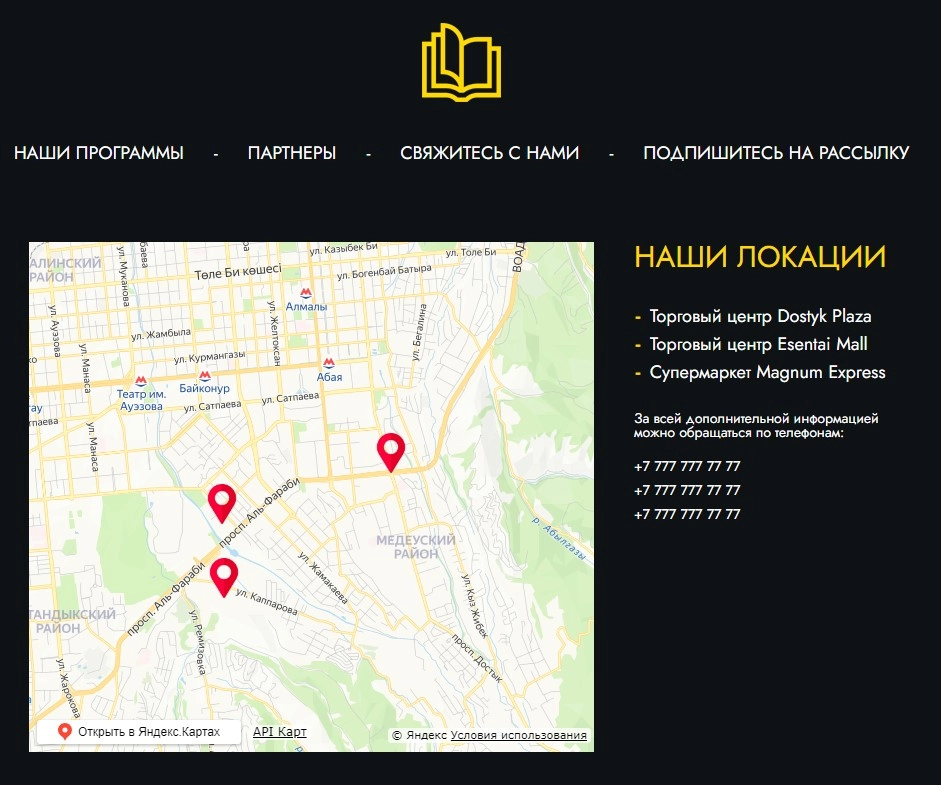 НАШИ ПРОГРАММЫ - ПАРТНЕРЫ - СВЯЖИТЕСЬ С НАМИ - ПОДПИШИТЕСЬ НА РАССЫЛКУ
НАШИ ЛОКАЦИИ
- Торговый центр Dostyk Plaza
- Торговый центр Esentai Mall
- Супермаркет Magnum Express
За всей дополнительной информацией
можно обращаться по телефонам:
+7 777 777 77 77
+7 777 777 77 77
+7 777 777 77 77
ул. Казыбек Би
ул. Толе Би
АЛИНСКИЙ
РАЙОН
ул. Муканова
Төле Би көшесі
ул. Богенбай Батыра
Алмалы
ул. Ауэзова
ул. Желтоксан
ул. Бегалина
ул. Жамбыла
ул. Манаса
ул. Курмангазы
Абая
Байконур
Театр им.
Ауэзова
ул. Сатпаева
ул. Сатпаева
тау
тпаева
ул. Манаса
просп. Аль-Фараби
МЕДЕУСКИЙ
РАЙОН
р. Абылгазы
ул. Жамакаева
просп. Аль-Фараби
ул. Каппарова
ул. Кыз Жибек
ТАНДЫКСКИЙ
РАЙОН
ул. Ремизовка
просп. Достык
ул. Жарокова
Открыть в Яндекс.Картах
API Карт
© Яндекс Условия использования